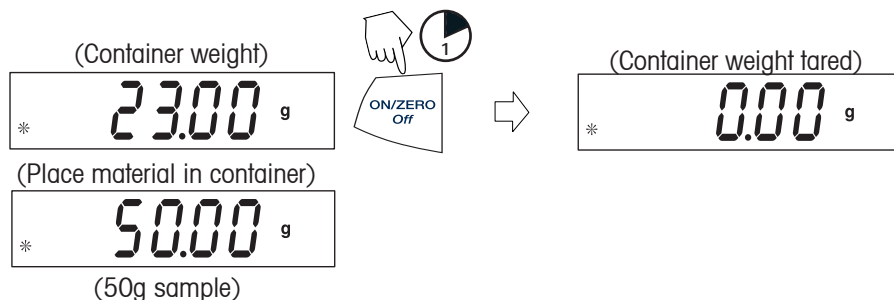 (Container weight)
23.00 g
1
ON/ZERO
Off
(Container weight tared)
0.00 g
(Place material in container)
50.00 g
(50g sample)